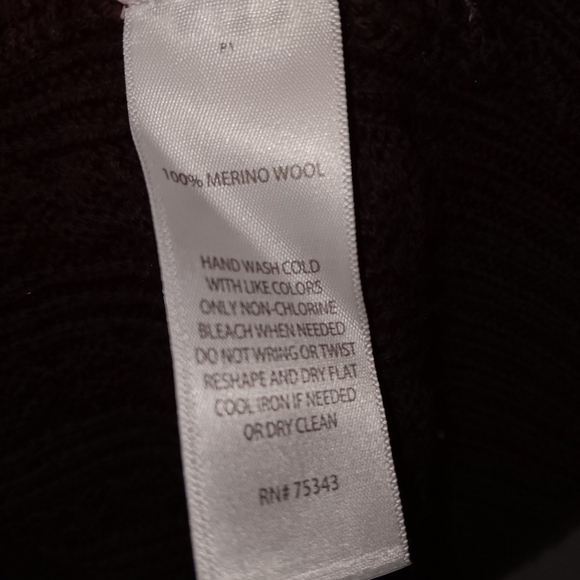 P1
100% MERINO WOOL
HAND WASH COLD
WITH LIKE COLORS
ONLY NON-CHLORINE
BLEACH WHEN NEEDED
DO NOT WRING OR TWIST
RESHAPE AND DRY FLAT
COOL IRON IF NEEDED
OR DRY CLEAN
RN# 75343